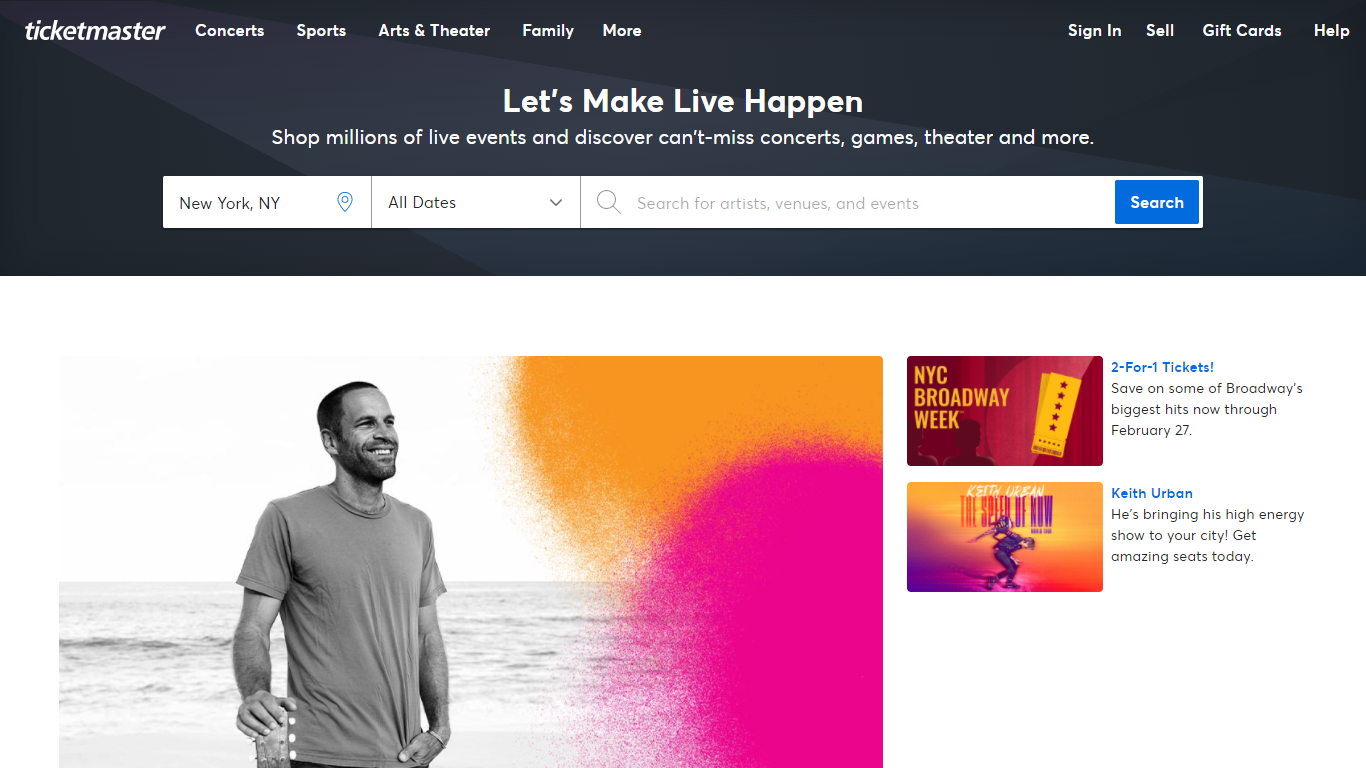 ticketmaster
Concerts
Sports
Arts & Theater
Family
More
Sign In
Sell
Gift Cards
Help
Let's Make Live Happen
Shop millions of live events and discover can't-miss concerts, games, theater and more.
New York, NY
All Dates
Search for artists, venues, and events
Search
NYC
BROADWAY
WEEK
2-For-1 Tickets!
Save on some of Broadway's
biggest hits now through
February 27.
KEITH URBAN
THE SPEED OF NOW
WORLD TOUR
Keith Urban
He's bringing his high energy
show to your city! Get
amazing seats today.